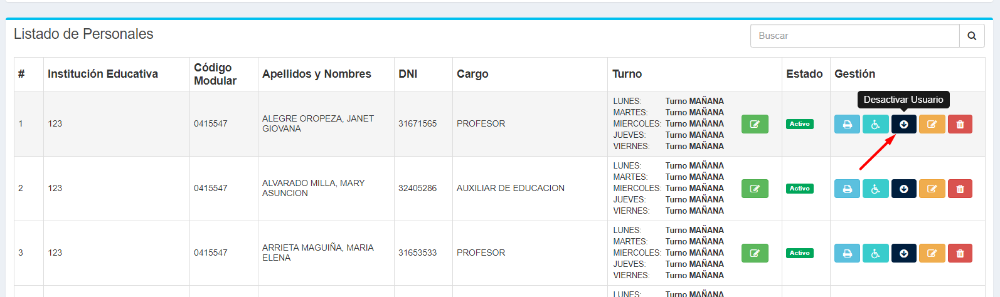 Listado de Personales
Buscar
# Institución Educativa Código Modular Apellidos y Nombres DNI Cargo Turno Estado Gestión
Desactivar Usuario
1 123 0415547 ALEGRE OROPEZA, JANET GIOVANA 31671565 PROFESOR
LUNES: Turno MAÑANA
MARTES: Turno MAÑANA
MIERCOLES: Turno MAÑANA
JUEVES: Turno MAÑANA
VIERNES: Turno MAÑANA
Activo
2 123 0415547 ALVARADO MILLA, MARY ASUNCION 32405286 AUXILIAR DE EDUCACION
LUNES: Turno MAÑANA
MARTES: Turno MAÑANA
MIERCOLES: Turno MAÑANA
JUEVES: Turno MAÑANA
VIERNES: Turno MAÑANA
Activo
3 123 0415547 ARRIETA MAGUIÑA, MARIA ELENA 31653533 PROFESOR
LUNES: Turno MAÑANA
MARTES: Turno MAÑANA
MIERCOLES: Turno MAÑANA
JUEVES: Turno MAÑANA
VIERNES: Turno MAÑANA
Activo
LUNES: Turno MAÑANA